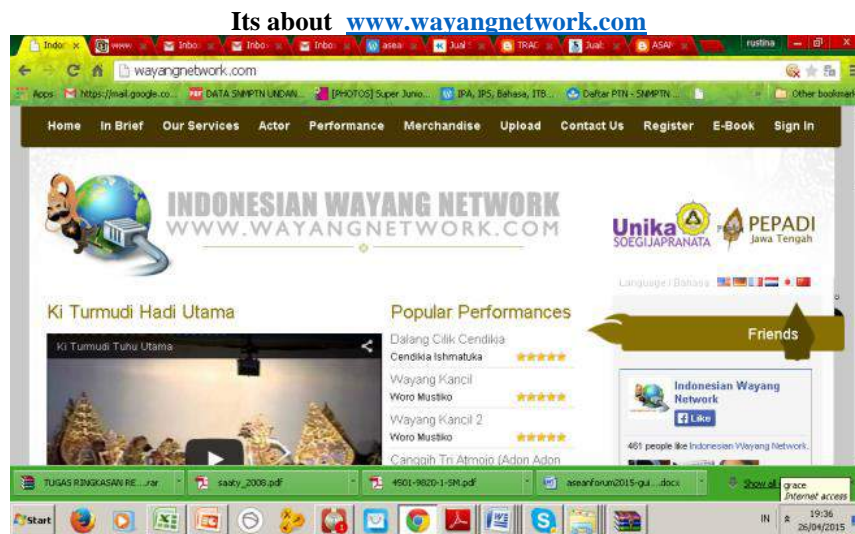 Its about www.wayangnetwork.com
rustina
wayangnetwork.com
Apps https://mail.google.co... DATA SNMPTN UNDAN... [PHOTOS] Super Junio... IPA, IPS, Bahasa, ITB... Daftar PTN - SNMPTN ... Other bookmark
Home In Brief Our Services Actor Performance Merchandise Upload Contact Us Register E-Book Sign In
INDONESIAN WAYANG NETWORK
WWW.WAYANGNETWORK.COM
Unika SOEGIJAPRANATA
PEPADI Jawa Tengah
Language / Bahasa
Ki Turmudi Hadi Utama
Ki Turmudi Tuhu Utama
Popular Performances
Dalang Cilik Cendikia
Cendikia Ishmatuka
Wayang Kancil
Woro Mustiko
Wayang Kancil 2
Woro Mustiko
Canggih Tri Atmojo (Adon Adon
Friends
Indonesian Wayang
Network
Like
461 people like Indonesian Wayang Network.
TUGAS RINGKASAN RE....rar saaty_2008.pdf 4501-9820-1-SM.pdf aseanforum2015-gui....docx Show all
grace
Internet access
Start IN 19:36
26/04/2015